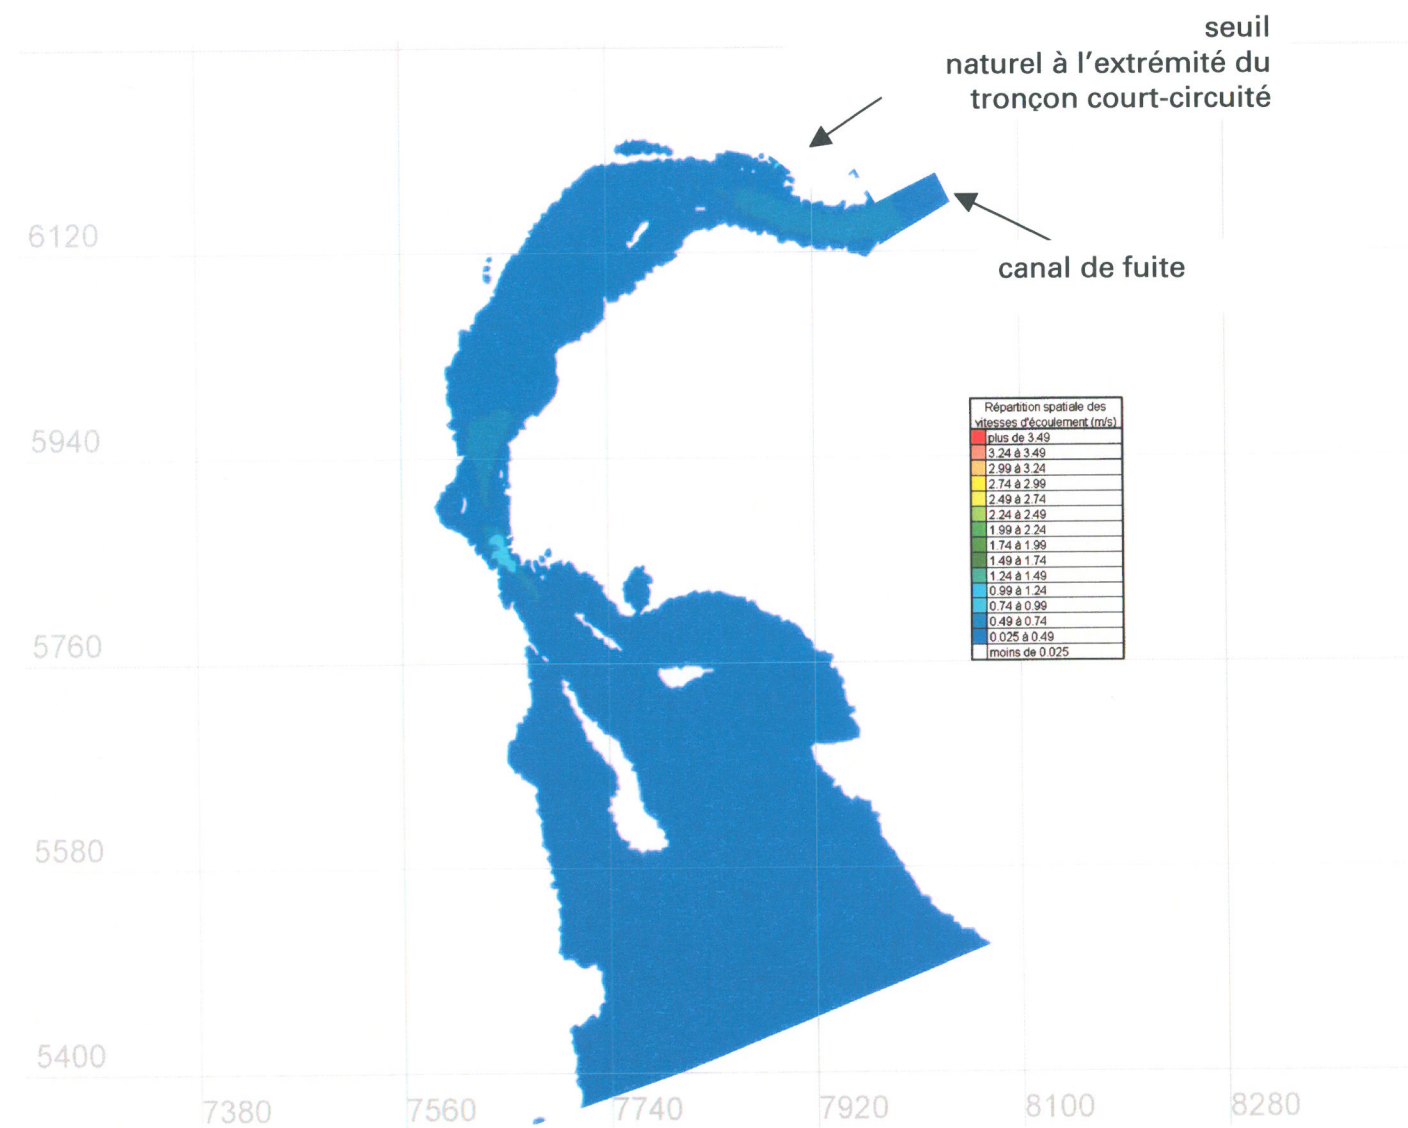 seuil
naturel à l'extrémité du
tronçon court-circuité
6120
canal de fuite
Répartition spatiale des
vitesses d'écoulement (m/s)
plus de 3.49
3.24 à 3.49
2.99 à 3.24
2.74 à 2.99
2.49 à 2.74
2.24 à 2.49
1.99 à 2.24
1.74 à 1.99
1.49 à 1.74
1.24 à 1.49
0.99 à 1.24
0.74 à 0.99
0.49 à 0.74
0.025 à 0.49
moins de 0.025
5940
5760
5580
5400
7380 7560 7740 7920 8100 8280